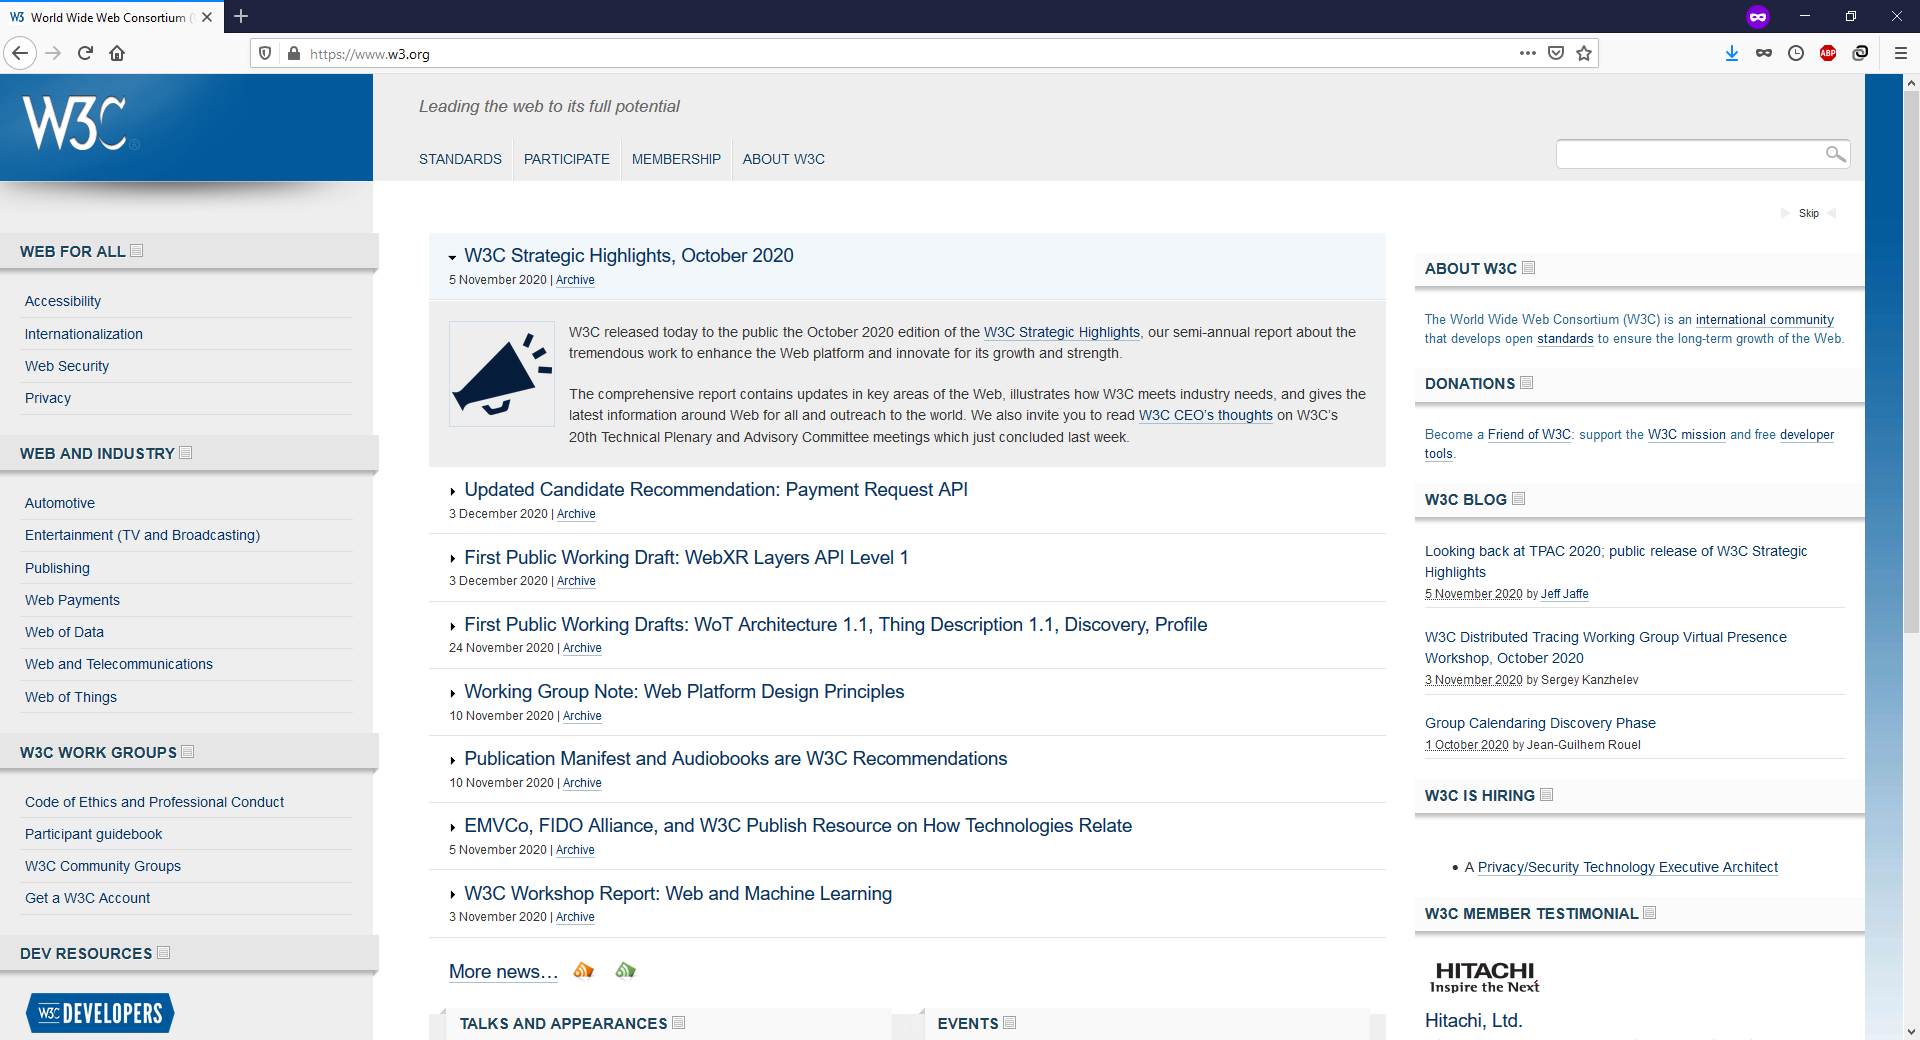 World Wide Web Consortium (
https://www.w3.org
ABP
W3C®
Leading the web to its full potential
STANDARDS
PARTICIPATE
MEMBERSHIP
ABOUT W3C
Skip
WEB FOR ALL
Accessibility
Internationalization
Web Security
Privacy
WEB AND INDUSTRY
Automotive
Entertainment (TV and Broadcasting)
Publishing
Web Payments
Web of Data
Web and Telecommunications
Web of Things
W3C WORK GROUPS
Code of Ethics and Professional Conduct
Participant guidebook
W3C Community Groups
Get a W3C Account
DEV RESOURCES
W3C DEVELOPERS
W3C Strategic Highlights, October 2020
5 November 2020 | Archive
W3C released today to the public the October 2020 edition of the W3C Strategic Highlights, our semi-annual report about the
tremendous work to enhance the Web platform and innovate for its growth and strength.
The comprehensive report contains updates in key areas of the Web, illustrates how W3C meets industry needs, and gives the
latest information around Web for all and outreach to the world. We also invite you to read W3C CEO’s thoughts on W3C’s
20th Technical Plenary and Advisory Committee meetings which just concluded last week.
Updated Candidate Recommendation: Payment Request API
3 December 2020 | Archive
First Public Working Draft: WebXR Layers API Level 1
3 December 2020 | Archive
First Public Working Drafts: WoT Architecture 1.1, Thing Description 1.1, Discovery, Profile
24 November 2020 | Archive
Working Group Note: Web Platform Design Principles
10 November 2020 | Archive
Publication Manifest and Audiobooks are W3C Recommendations
10 November 2020 | Archive
EMVCo, FIDO Alliance, and W3C Publish Resource on How Technologies Relate
5 November 2020 | Archive
W3C Workshop Report: Web and Machine Learning
3 November 2020 | Archive
More news…
TALKS AND APPEARANCES
EVENTS
ABOUT W3C
The World Wide Web Consortium (W3C) is an international community
that develops open standards to ensure the long-term growth of the Web.
DONATIONS
Become a Friend of W3C: support the W3C mission and free developer
tools.
W3C BLOG
Looking back at TPAC 2020; public release of W3C Strategic
Highlights
5 November 2020 by Jeff Jaffe
W3C Distributed Tracing Working Group Virtual Presence
Workshop, October 2020
3 November 2020 by Sergey Kanzhelev
Group Calendaring Discovery Phase
1 October 2020 by Jean-Guilhem Rouel
W3C IS HIRING
• A Privacy/Security Technology Executive Architect
W3C MEMBER TESTIMONIAL
HITACHI
Inspire the Next
Hitachi, Ltd.